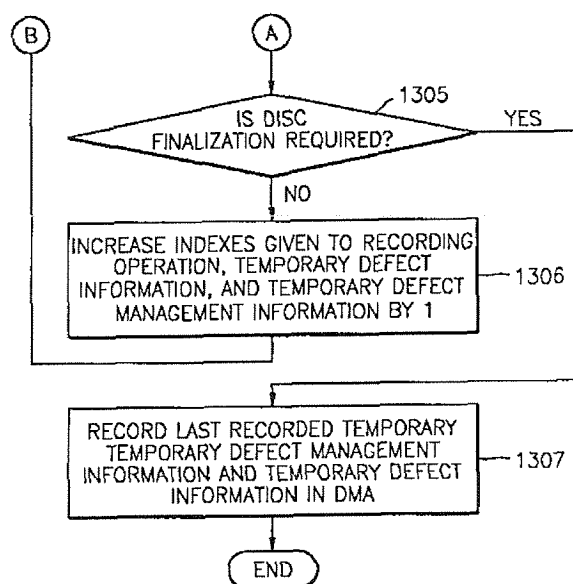 B
A
IS DISC
FINALIZATION REQUIRED?
1305
YES
NO
INCREASE INDEXES GIVEN TO RECORDING
OPERATION, TEMPORARY DEFECT
INFORMATION, AND TEMPORARY DEFECT
MANAGEMENT INFORMATION BY 1
1306
RECORD LAST RECORDED TEMPORARY
TEMPORARY DEFECT MANAGEMENT
INFORMATION AND TEMPORARY DEFECT
INFORMATION IN DMA
1307
END